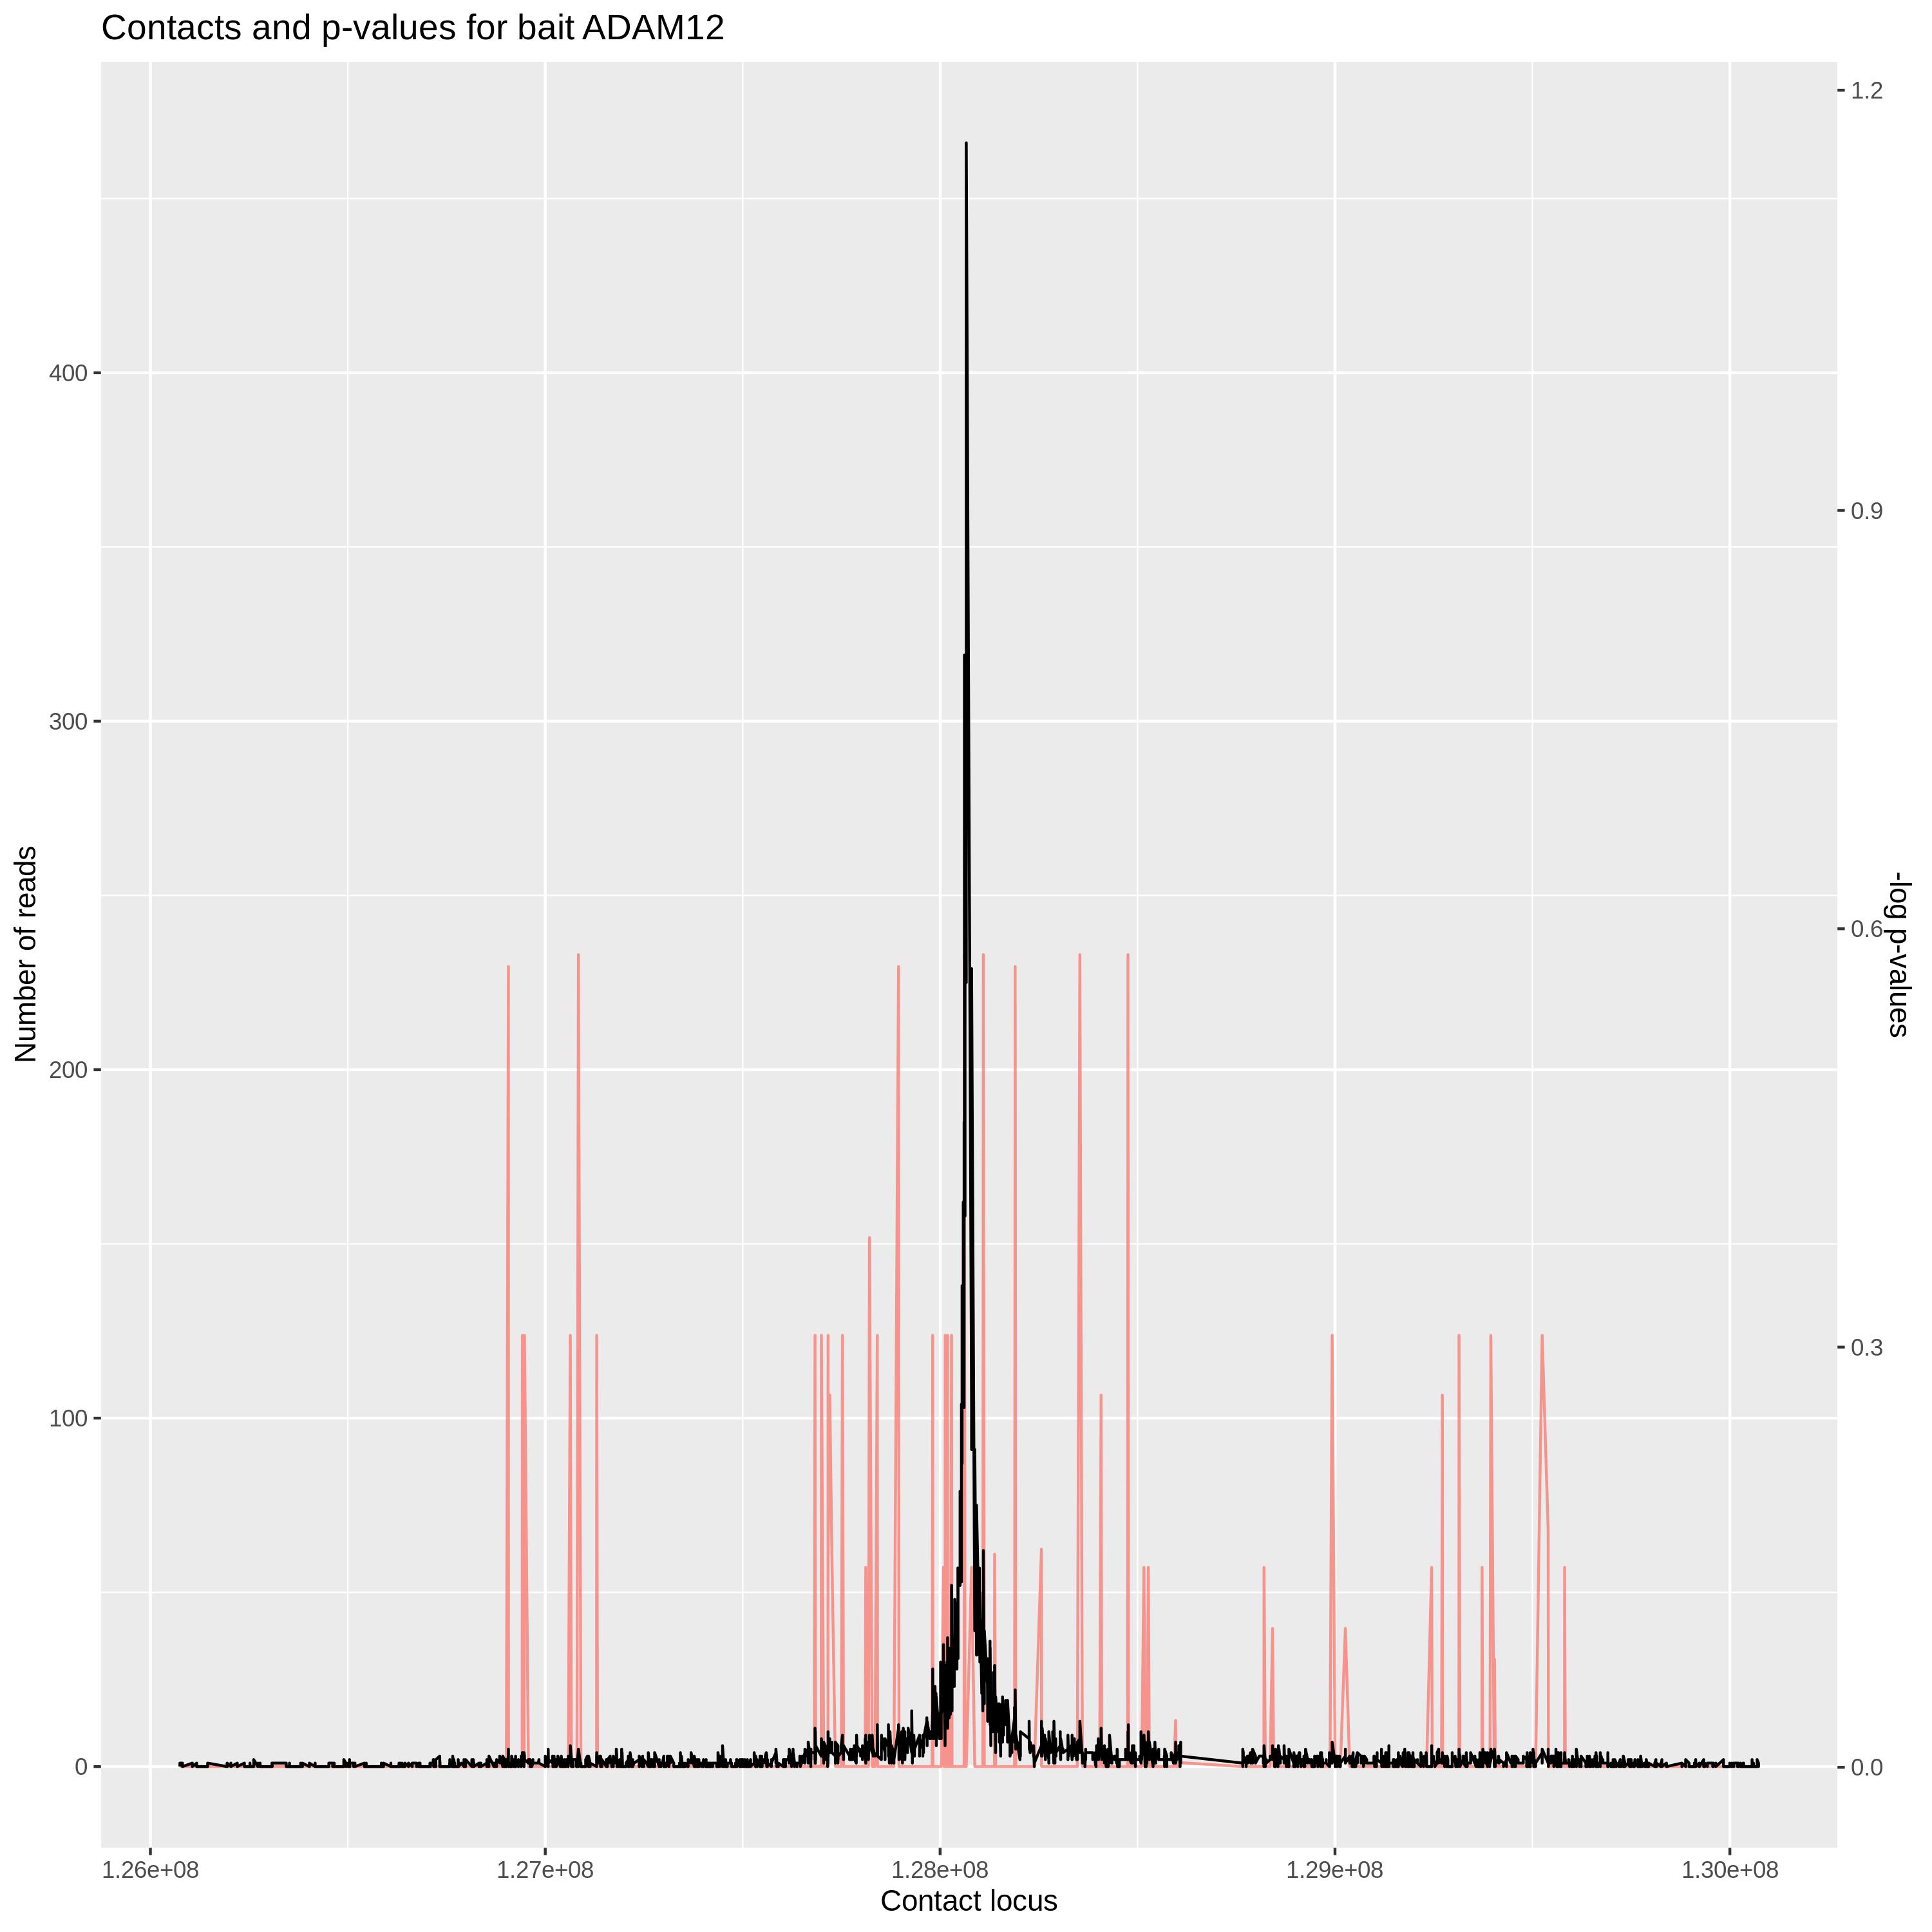 Contacts and p-values for bait ADAM12
Number of reads
400
300
200
100
0
1.2
0.9
0.6
0.3
0.0
-log p-values
1.26e+08
1.27e+08
1.28e+08
1.29e+08
1.30e+08
Contact locus